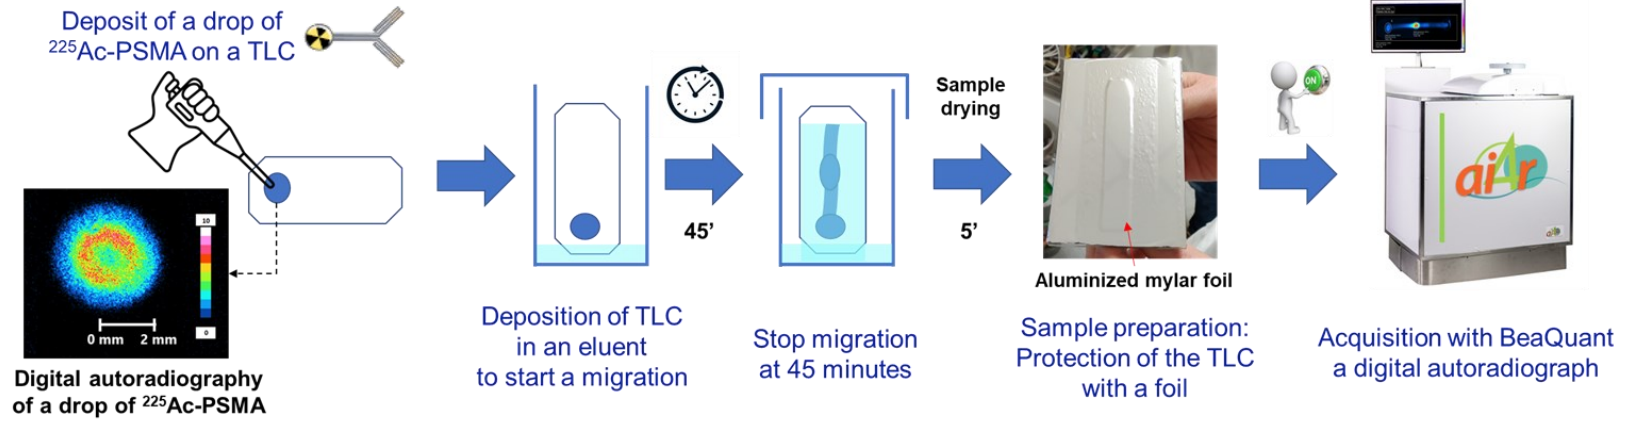 Deposit of a drop of
²²⁵Ac-PSMA on a TLC
10
0
0 mm 2 mm
Digital autoradiography
of a drop of ²²⁵Ac-PSMA
45’
Deposition of TLC
in an eluent
to start a migration
Stop migration
at 45 minutes
Sample
drying
5’
Aluminized mylar foil
Sample preparation:
Protection of the TLC
with a foil
ON
ai4r
Acquisition with BeaQuant
a digital autoradiograph